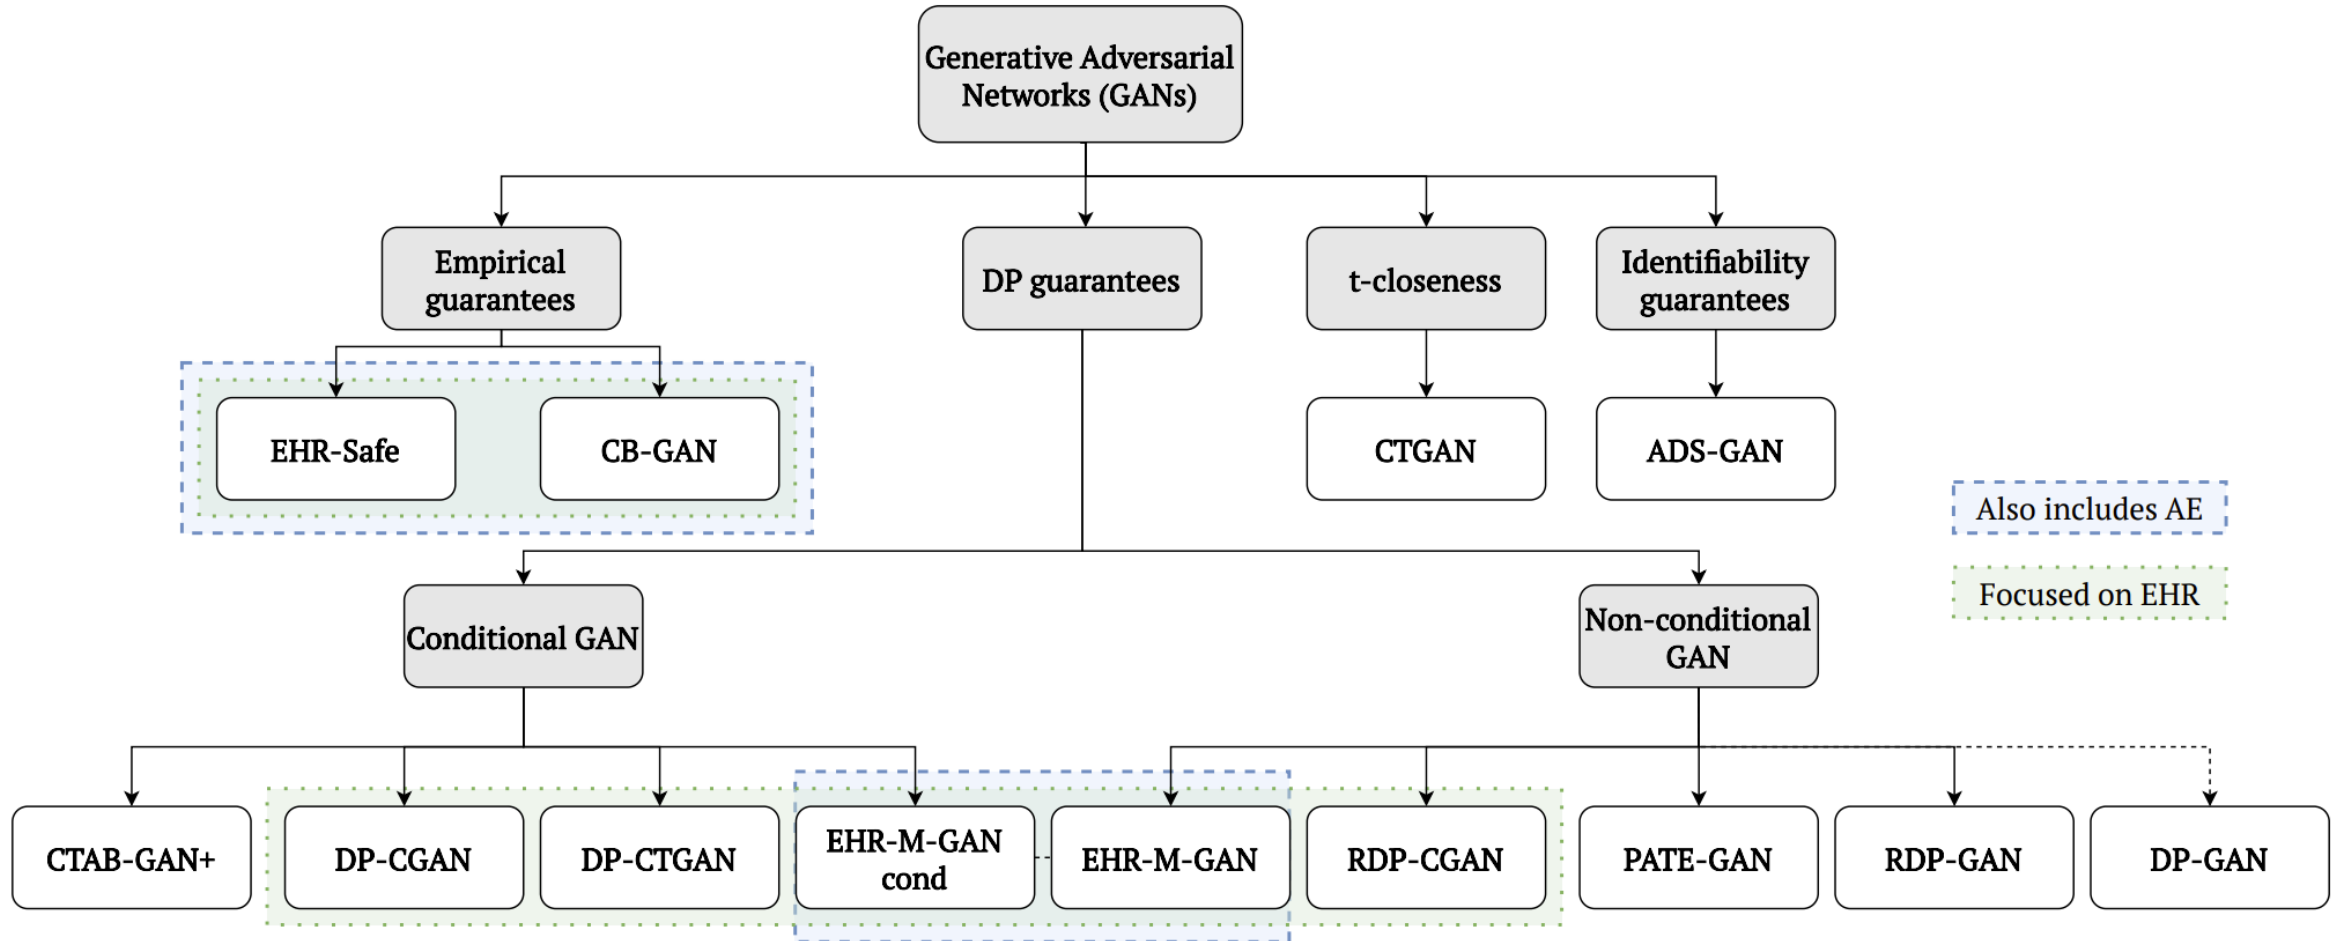 Generative Adversarial
Networks (GANs)
Empirical
guarantees
DP guarantees
t-closeness
Identifiability
guarantees
EHR-Safe
CB-GAN
CTGAN
ADS-GAN
Also includes AE
Focused on EHR
Conditional GAN
Non-conditional
GAN
CTAB-GAN+
DP-CGAN
DP-CTGAN
EHR-M-GAN
cond
EHR-M-GAN
RDP-CGAN
PATE-GAN
RDP-GAN
DP-GAN